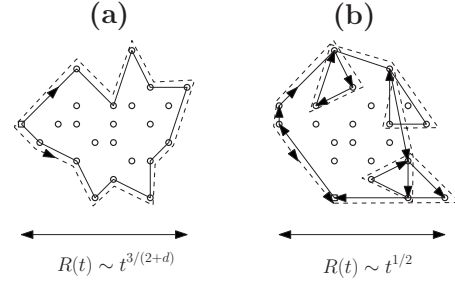 (a) (b)
R(t) ∼ t^{3/(2+d)} R(t) ∼ t^{1/2}